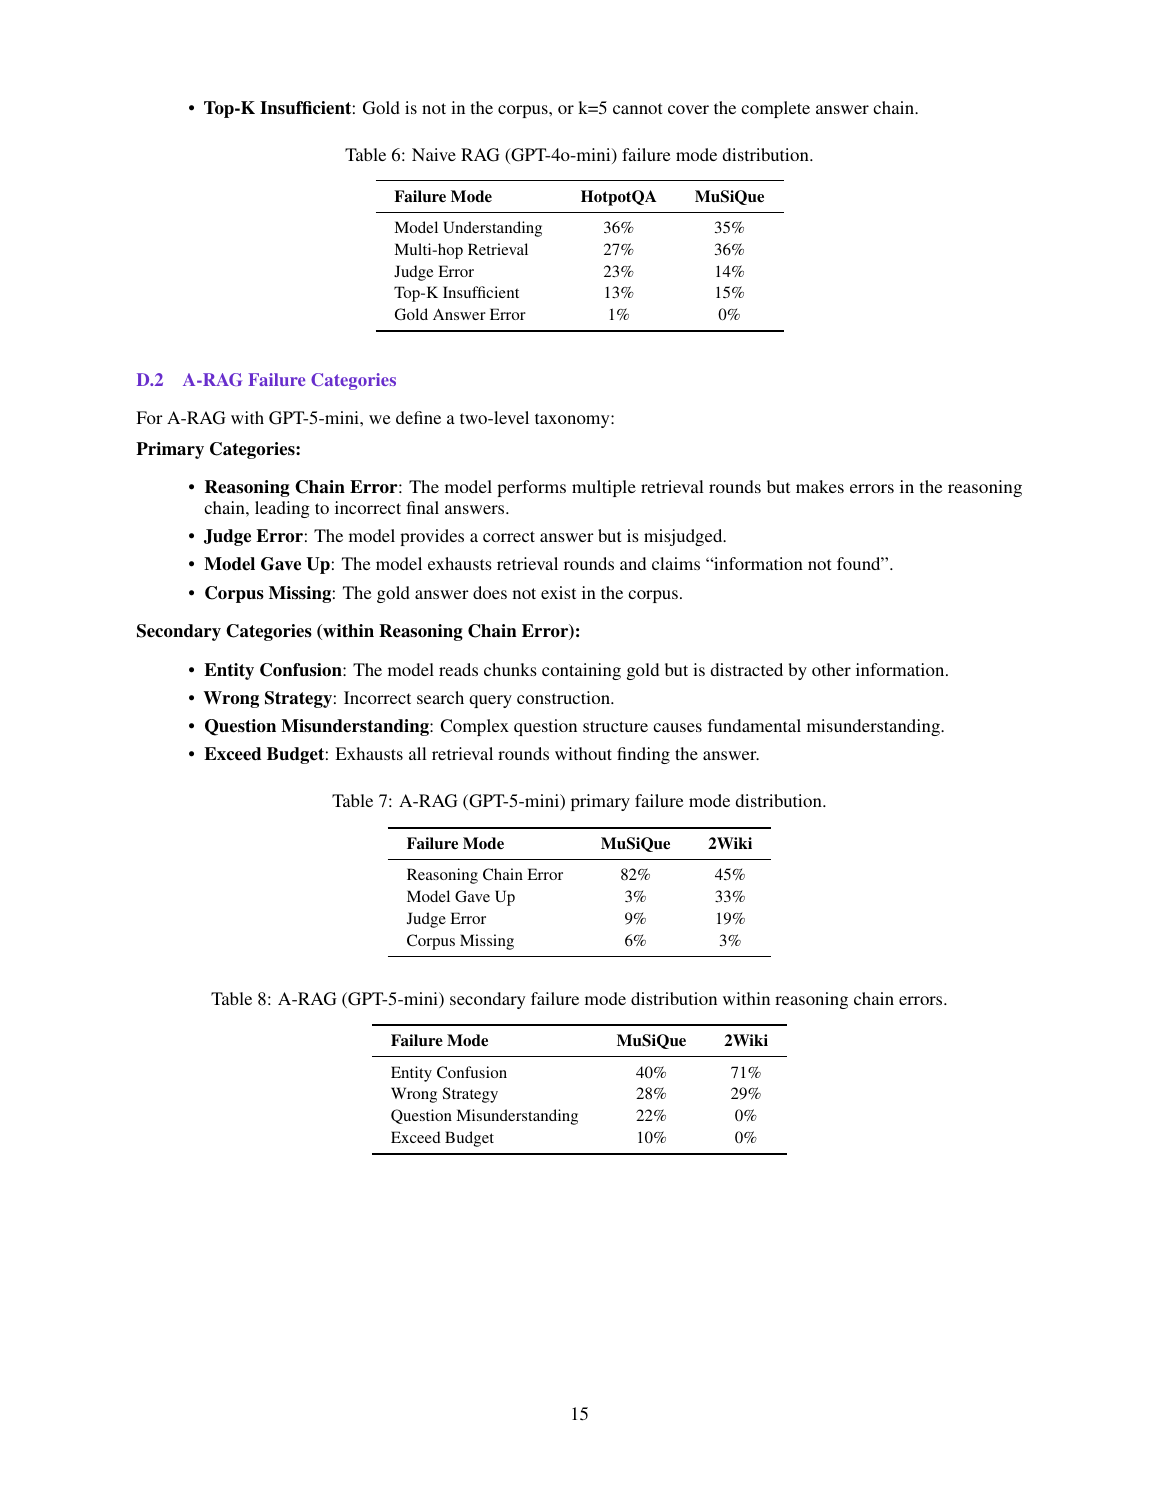 • Top-K Insufficient: Gold is not in the corpus, or k=5 cannot cover the complete answer chain.
Table 6: Naive RAG (GPT-4o-mini) failure mode distribution.
Failure Mode HotpotQA MuSiQue
Model Understanding 36% 35%
Multi-hop Retrieval 27% 36%
Judge Error 23% 14%
Top-K Insufficient 13% 15%
Gold Answer Error 1% 0%
D.2 A-RAG Failure Categories
For A-RAG with GPT-5-mini, we define a two-level taxonomy:
Primary Categories:
• Reasoning Chain Error: The model performs multiple retrieval rounds but makes errors in the reasoning
chain, leading to incorrect final answers.
• Judge Error: The model provides a correct answer but is misjudged.
• Model Gave Up: The model exhausts retrieval rounds and claims “information not found”.
• Corpus Missing: The gold answer does not exist in the corpus.
Secondary Categories (within Reasoning Chain Error):
• Entity Confusion: The model reads chunks containing gold but is distracted by other information.
• Wrong Strategy: Incorrect search query construction.
• Question Misunderstanding: Complex question structure causes fundamental misunderstanding.
• Exceed Budget: Exhausts all retrieval rounds without finding the answer.
Table 7: A-RAG (GPT-5-mini) primary failure mode distribution.
Failure Mode MuSiQue 2Wiki
Reasoning Chain Error 82% 45%
Model Gave Up 3% 33%
Judge Error 9% 19%
Corpus Missing 6% 3%
Table 8: A-RAG (GPT-5-mini) secondary failure mode distribution within reasoning chain errors.
Failure Mode MuSiQue 2Wiki
Entity Confusion 40% 71%
Wrong Strategy 28% 29%
Question Misunderstanding 22% 0%
Exceed Budget 10% 0%
15